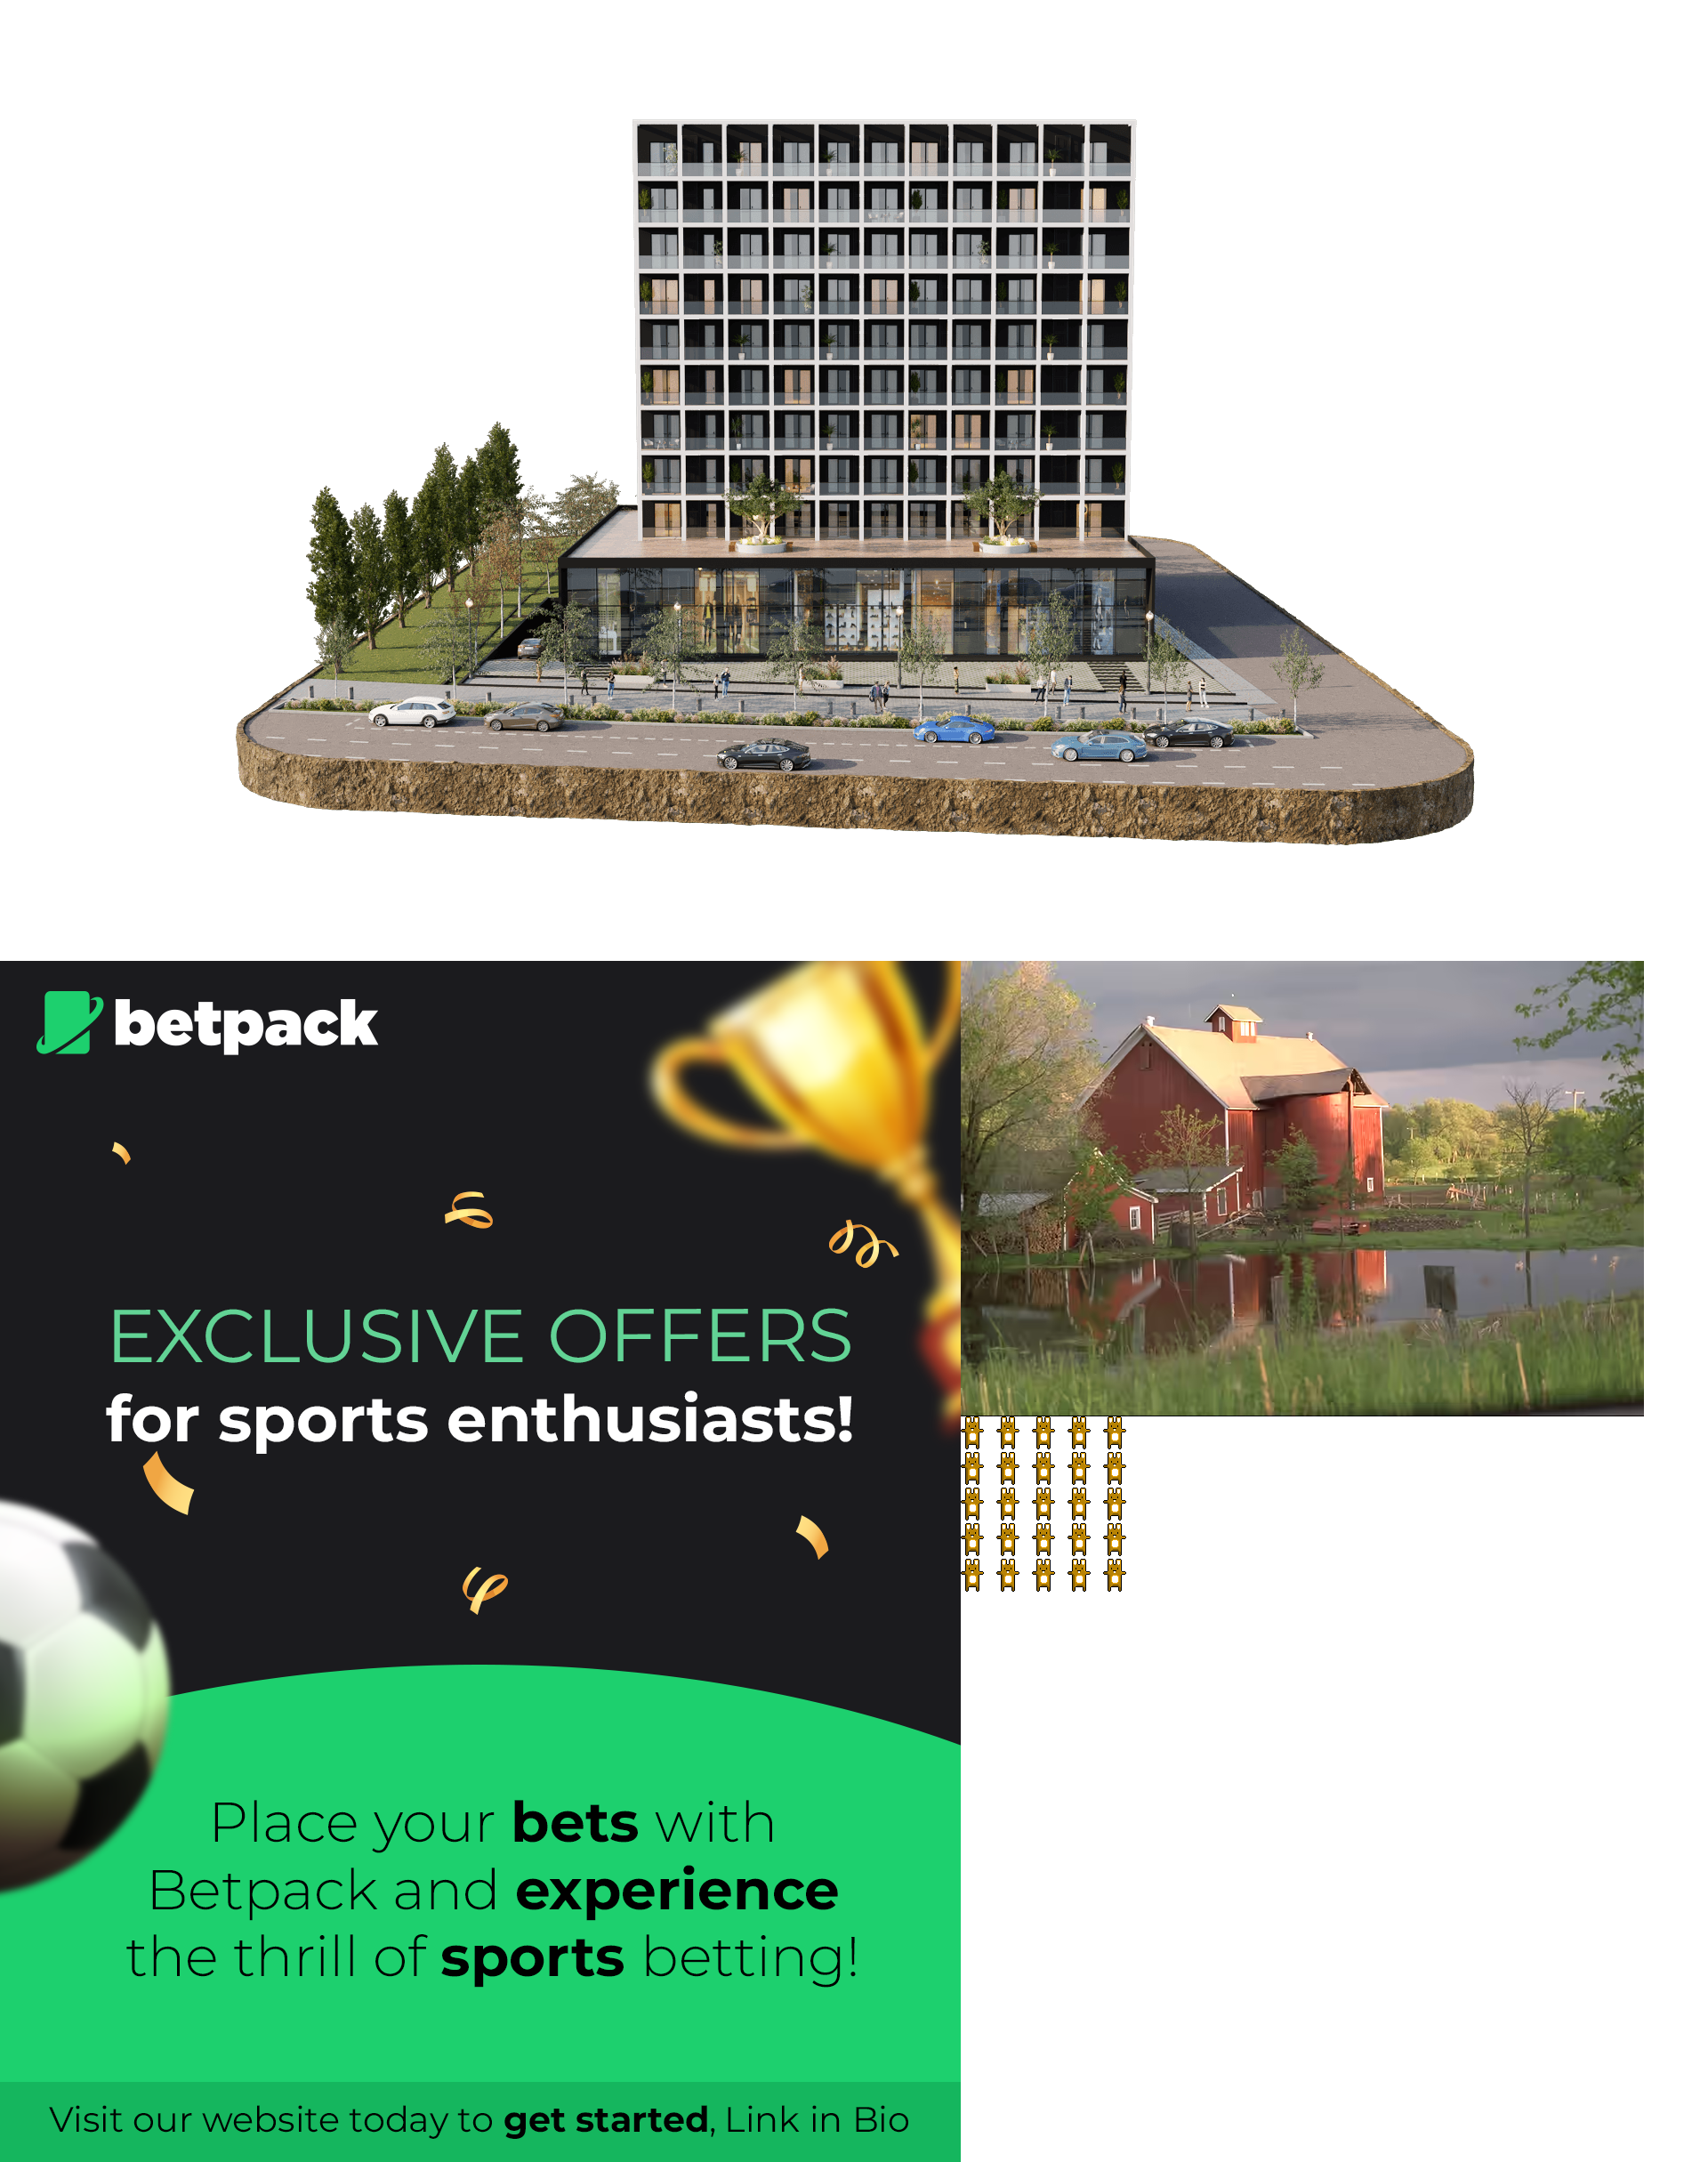 betpack
EXCLUSIVE OFFERS
for sports enthusiasts!
Place your bets with
Betpack and experience
the thrill of sports betting!
Visit our website today to get started, Link in Bio